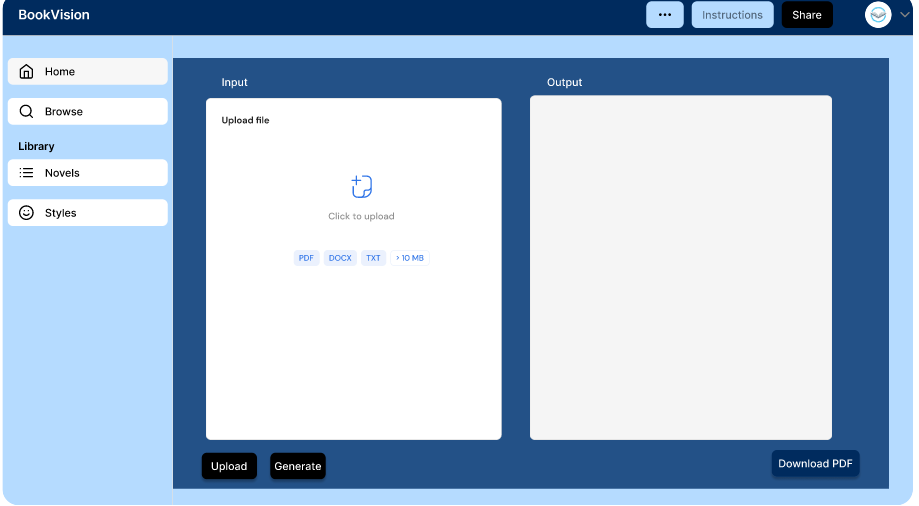 BookVision
...
Instructions
Share
Home
Browse
Library
Novels
Styles
Input
Output
Upload file
Click to upload
PDF DOCX TXT > 10 MB
Upload
Generate
Download PDF